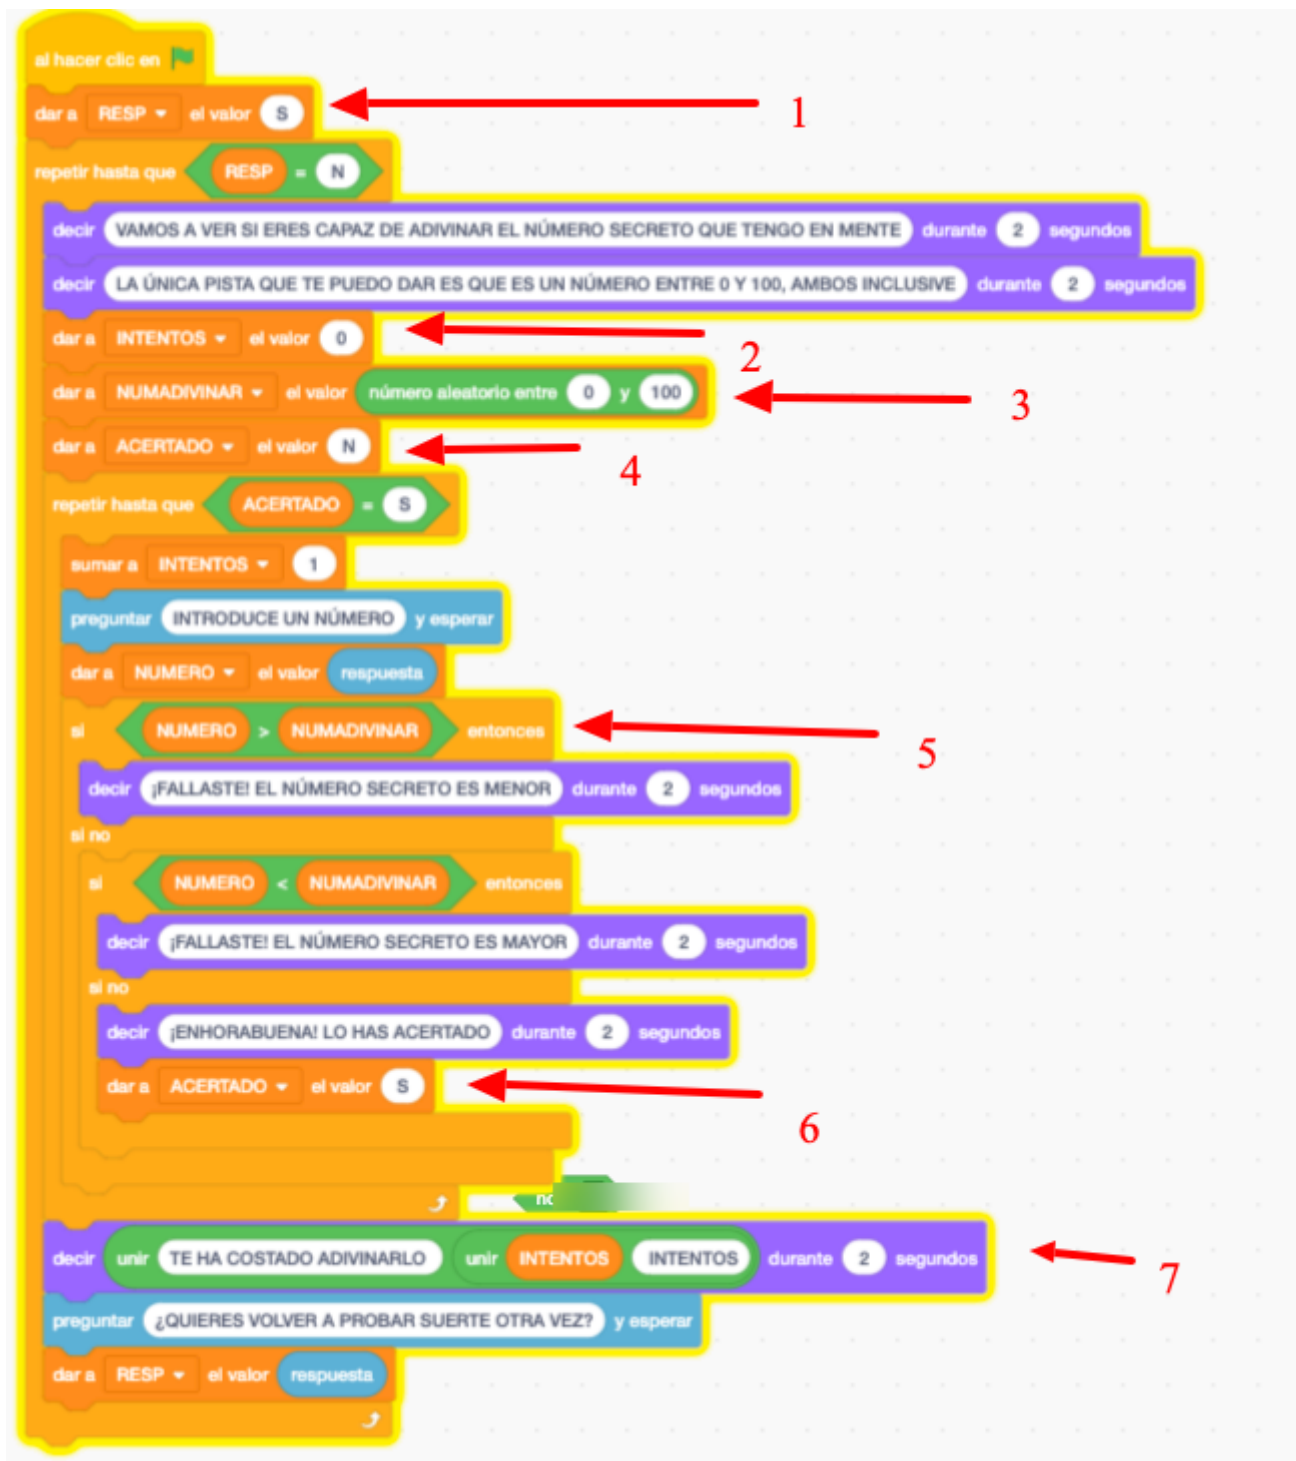 al hacer clic en
dar a RESP el valor S
1
repetir hasta que RESP = N
decir VAMOS A VER SI ERES CAPAZ DE ADIVINAR EL NÚMERO SECRETO QUE TENGO EN MENTE durante 2 segundos
decir LA ÚNICA PISTA QUE TE PUEDO DAR ES QUE ES UN NÚMERO ENTRE 0 Y 100, AMBOS INCLUSIVE durante 2 segundos
dar a INTENTOS el valor 0
2
dar a NUMADIVINAR el valor número aleatorio entre 0 y 100
3
dar a ACERTADO el valor N
4
repetir hasta que ACERTADO = S
sumar a INTENTOS 1
preguntar INTRODUCE UN NÚMERO y esperar
dar a NUMERO el valor respuesta
si NUMERO > NUMADIVINAR entonces
5
decir ¡FALLASTE! EL NÚMERO SECRETO ES MENOR durante 2 segundos
si no
si NUMERO < NUMADIVINAR entonces
decir ¡FALLASTE! EL NÚMERO SECRETO ES MAYOR durante 2 segundos
si no
decir ¡ENHORABUENA! LO HAS ACERTADO durante 2 segundos
dar a ACERTADO el valor S
6
decir unir TE HA COSTADO ADIVINARLO unir INTENTOS INTENTOS durante 2 segundos
7
preguntar ¿QUIERES VOLVER A PROBAR SUERTE OTRA VEZ? y esperar
dar a RESP el valor respuesta